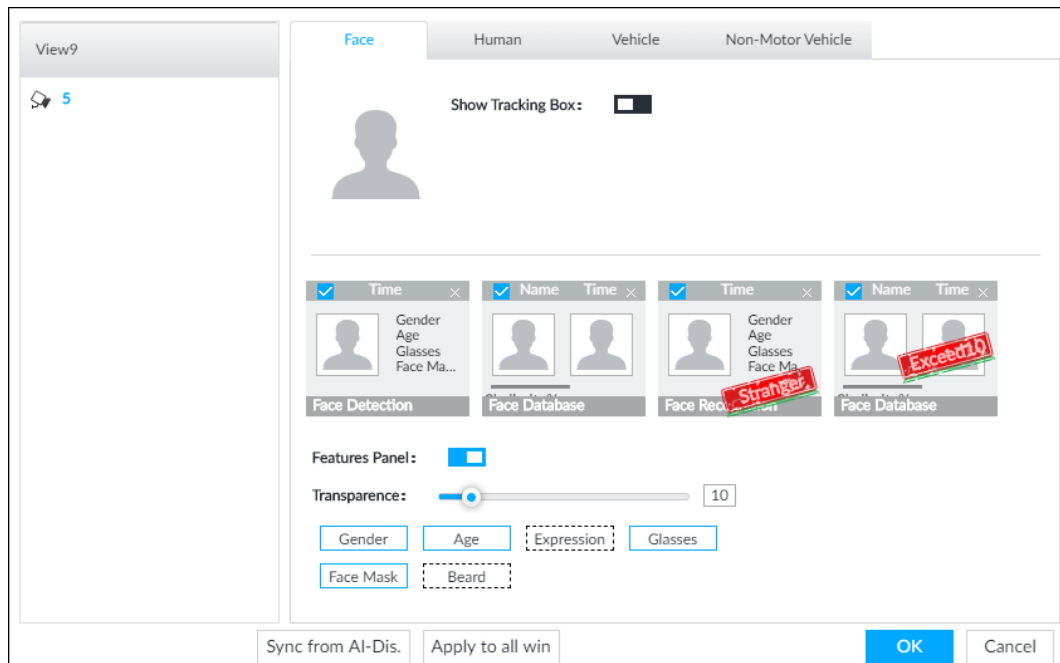 View9
5
Face
Human
Vehicle
Non-Motor Vehicle
Show Tracking Box:
Time
Gender
Age
Glasses
Face Ma...
Face Detection
Name Time
Face Database
Time
Gender
Age
Glasses
Face Ma...
Stranger
Face
Name Time
Exceed10
Face Database
Features Panel:
Transparence:
10
Gender
Age
Expression
Glasses
Face Mask
Beard
Sync from AI-Dis.
Apply to all win
OK
Cancel